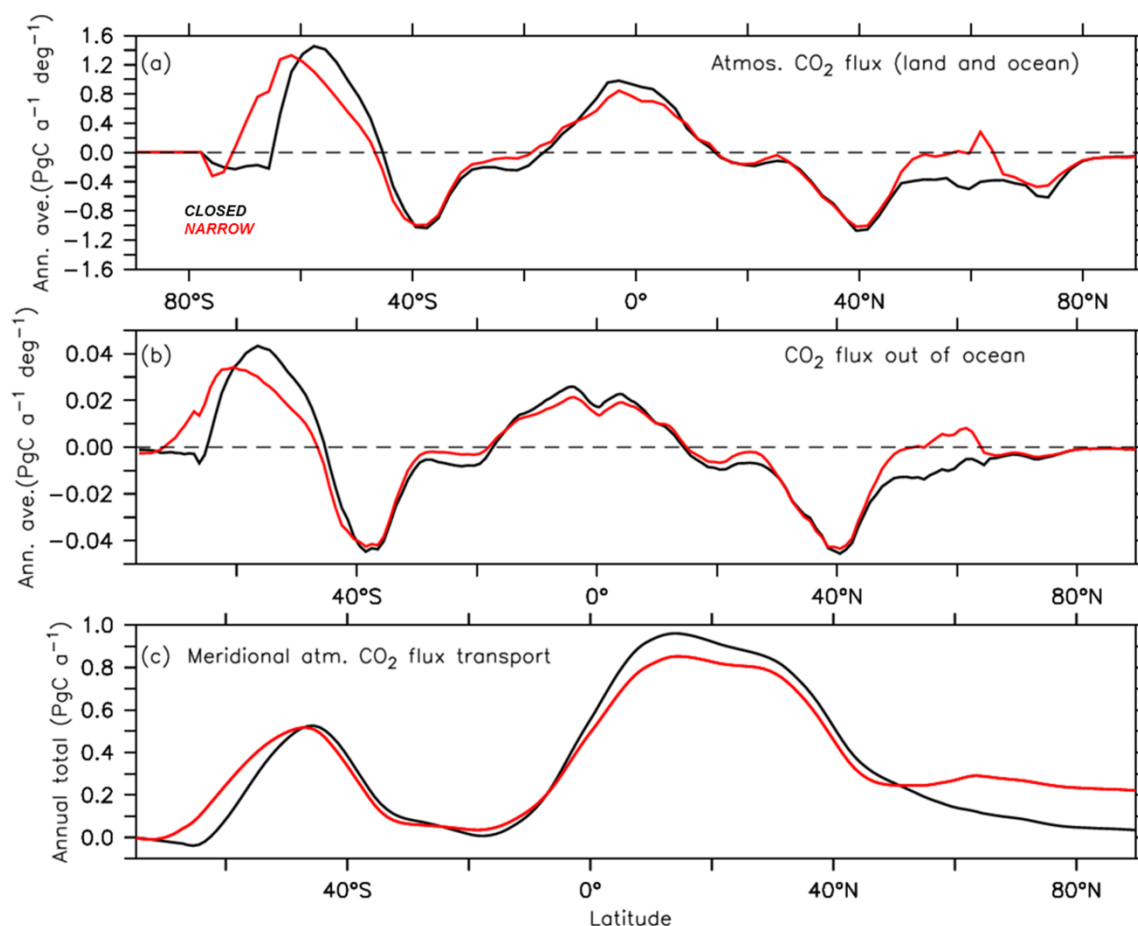 1.6
1.2
0.8
0.4
0.0
−0.4
−0.8
−1.2
−1.6
Ann. ave.(PgC a⁻¹ deg⁻¹)
(a)
Atmos. CO₂ flux (land and ocean)
CLOSED
NARROW
80°S
40°S
0°
40°N
80°N
0.04
0.02
0.00
−0.02
−0.04
Ann. ave.(PgC a⁻¹ deg⁻¹)
(b)
CO₂ flux out of ocean
40°S
0°
40°N
80°N
1.0
0.8
0.6
0.4
0.2
0.0
Annual total (PgC a⁻¹)
(c) Meridional atm. CO₂ flux transport
40°S
0°
40°N
80°N
Latitude